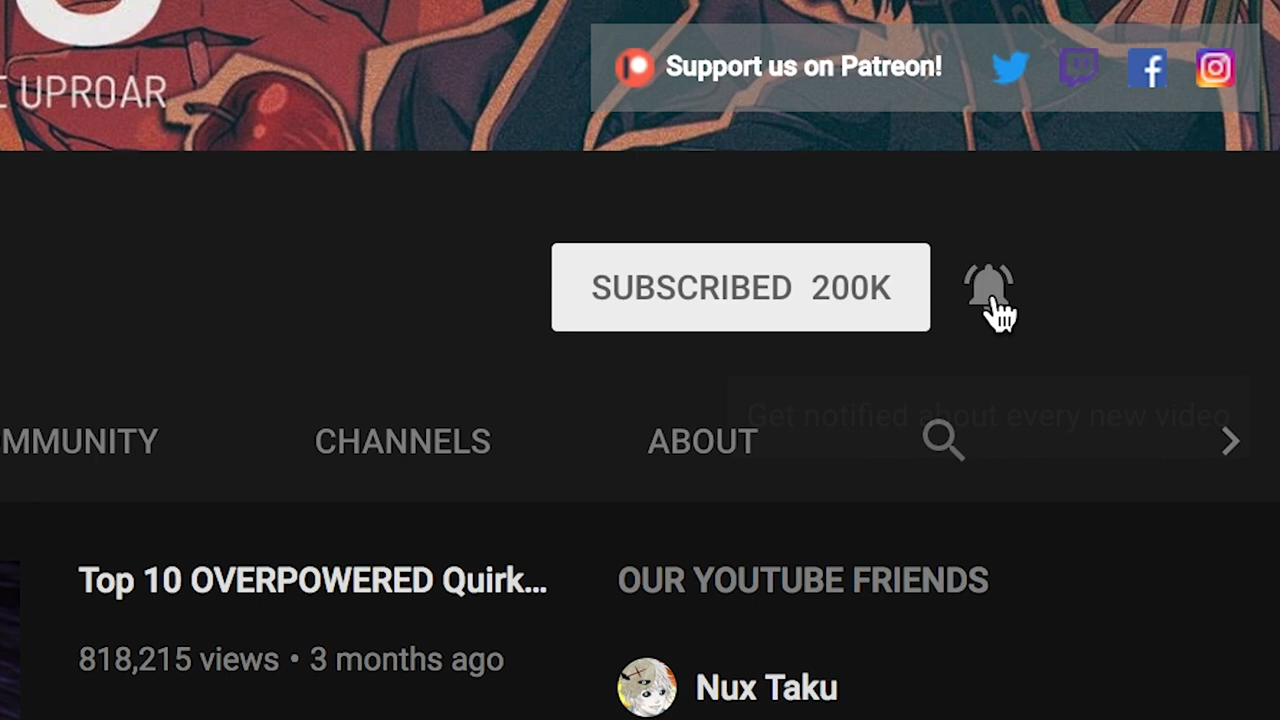 UPROAR
Support us on Patreon!
SUBSCRIBED 200K
Get notified about every new video
MMUNITY
CHANNELS
ABOUT
Top 10 OVERPOWERED Quirk...
818,215 views • 3 months ago
OUR YOUTUBE FRIENDS
Nux Taku